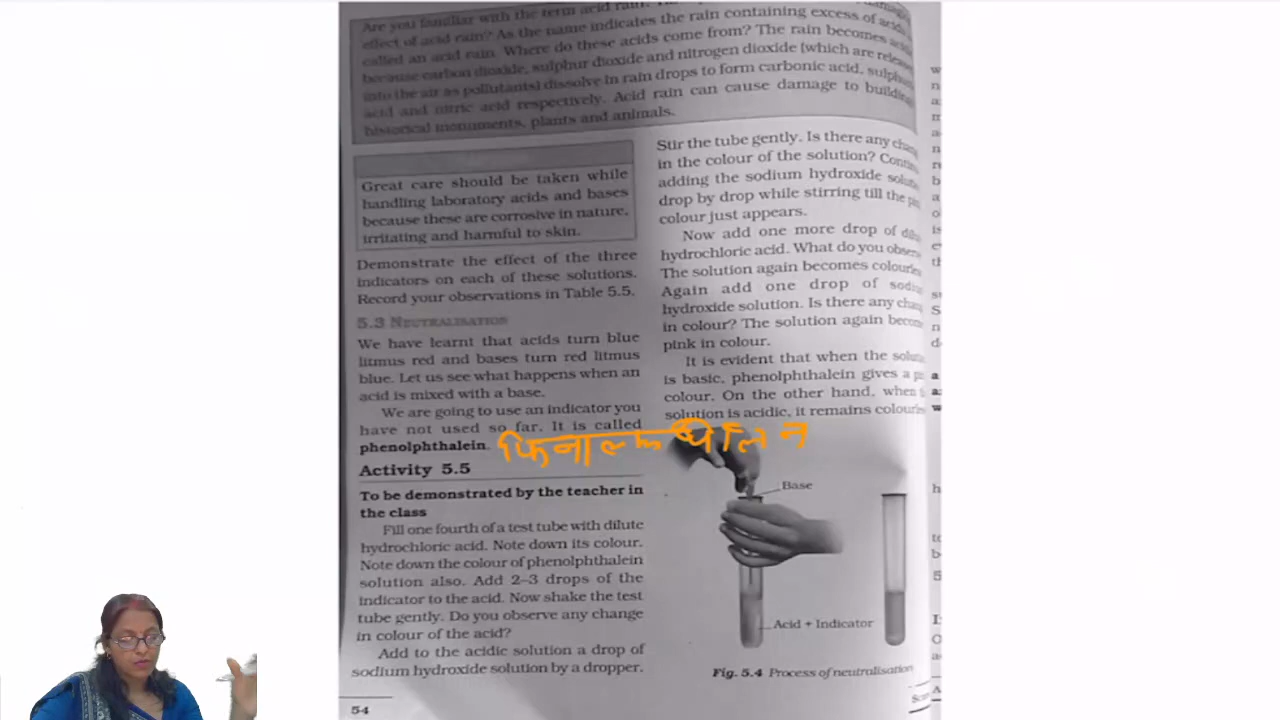 Are you familiar with the term acid rain?
effect of acid rain? As the name indicates the rain containing excess of acids
called an acid rain. Where do these acids come from? The rain becomes
because carbon dioxide, sulphur dioxide and nitrogen dioxide (which are
into the air as pollutants) dissolve in rain drops to form carbonic acid,
acid and nitric acid respectively. Acid rain can cause damage to
historical monuments, plants and animals.
Great care should be taken while
handling laboratory acids and bases
because these are corrosive in nature,
irritating and harmful to skin.
Demonstrate the effect of the three
indicators on each of these solutions.
Record your observations in Table 5.5.
5.3 NEUTRALISATION
We have learnt that acids turn blue
litmus red and bases turn red litmus
blue. Let us see what happens when an
acid is mixed with a base.
We are going to use an indicator you
have not used so far. It is called
phenolphthalein.
फिनाल्फथेलिन
Activity 5.5
To be demonstrated by the teacher in
the class
Fill one fourth of a test tube with dilute
hydrochloric acid. Note down its colour.
Note down the colour of phenolphthalein
solution also. Add 2–3 drops of the
indicator to the acid. Now shake the test
tube gently. Do you observe any change
in colour of the acid?
Add to the acidic solution a drop of
sodium hydroxide solution by a dropper.
54
Stir the tube gently. Is there any
in the colour of the solution?
adding the sodium hydroxide
drop by drop while stirring till the
colour just appears.
Now add one more drop of
hydrochloric acid. What do you
The solution again becomes
Again add one drop of
hydroxide solution. Is there any
in colour? The solution again
pink in colour.
It is evident that when the
is basic, phenolphthalein gives a
colour. On the other hand, when
solution is acidic, it remains
Base
Acid + Indicator
Fig. 5.4 Process of neutralisation